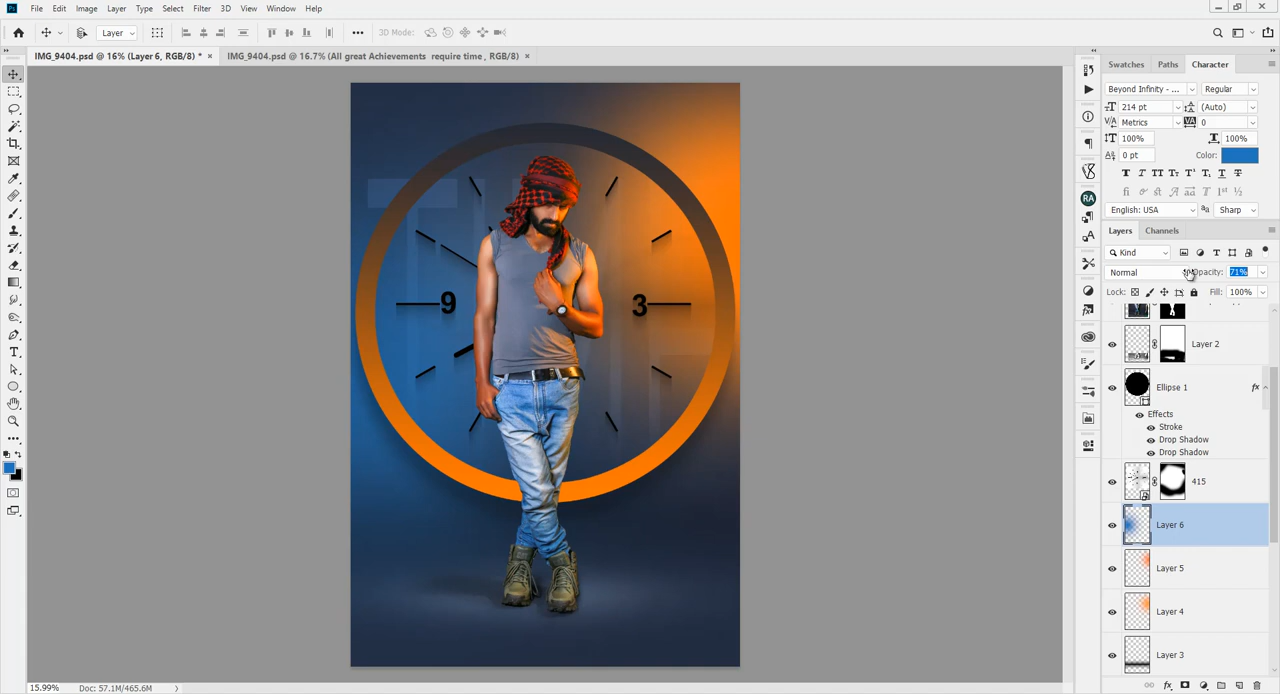 Ps File Edit Image Layer Type Select Filter 3D View Window Help
Layer 3D Mode:
IMG_9404.psd @ 16% (Layer 6, RGB/8) * × IMG_9404.psd @ 16.7% (All great Achievements require time, RGB/8) ×
Swatches Paths Character
Beyond Infinity - ... Regular
214 pt (Auto)
Metrics 0
100% 100%
0 pt Color:
English: USA Sharp
Layers Channels
Kind
Normal Opacity: 71%
Lock: Fill: 100%
Layer 2
Ellipse 1 fx
Effects
Stroke
Drop Shadow
Drop Shadow
415
Layer 6
Layer 5
Layer 4
Layer 3
RA
9 3
15.99% Doc: 57.1M/465.6M